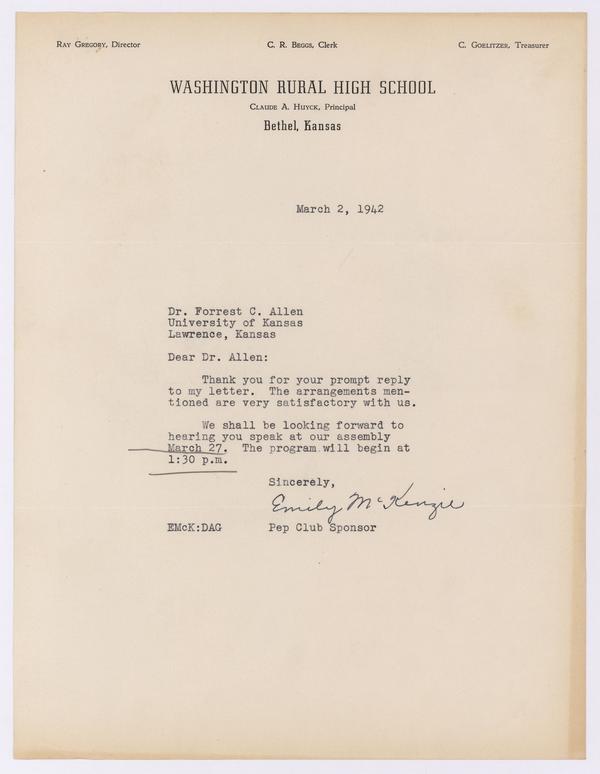 Ray Gregory, Director C. R. Beggs, Clerk C. Goelitzer, Treasurer
WASHINGTON RURAL HIGH SCHOOL
Claude A. Huyck, Principal
Bethel, Kansas
March 2, 1942
Dr. Forrest C. Allen
University of Kansas
Lawrence, Kansas
Dear Dr. Allen:
Thank you for your prompt reply
to my letter. The arrangements men-
tioned are very satisfactory with us.
We shall be looking forward to
hearing you speak at our assembly
March 27. The program will begin at
1:30 p.m.
Sincerely,
Emily McKenzie
EMcK:DAG Pep Club Sponsor